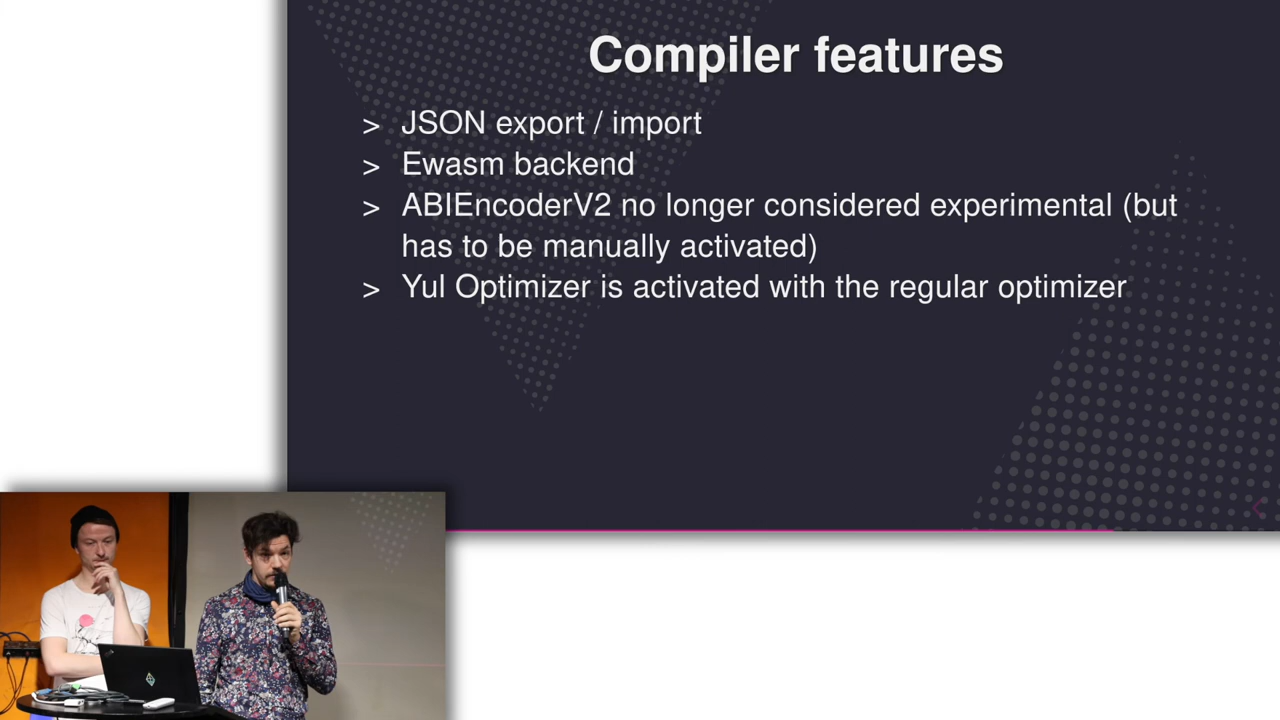 Compiler features
> JSON export / import
> Ewasm backend
> ABIEncoderV2 no longer considered experimental (but
has to be manually activated)
> Yul Optimizer is activated with the regular optimizer